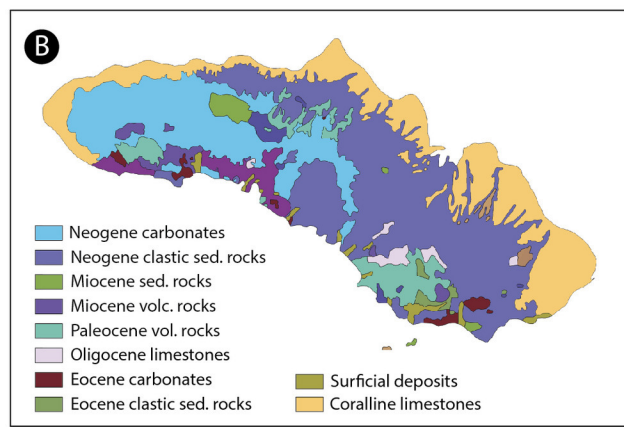 B
Neogene carbonates
Neogene clastic sed. rocks
Miocene sed. rocks
Miocene volc. rocks
Paleocene vol. rocks
Oligocene limestones
Eocene carbonates
Eocene clastic sed. rocks
Surficial deposits
Coralline limestones